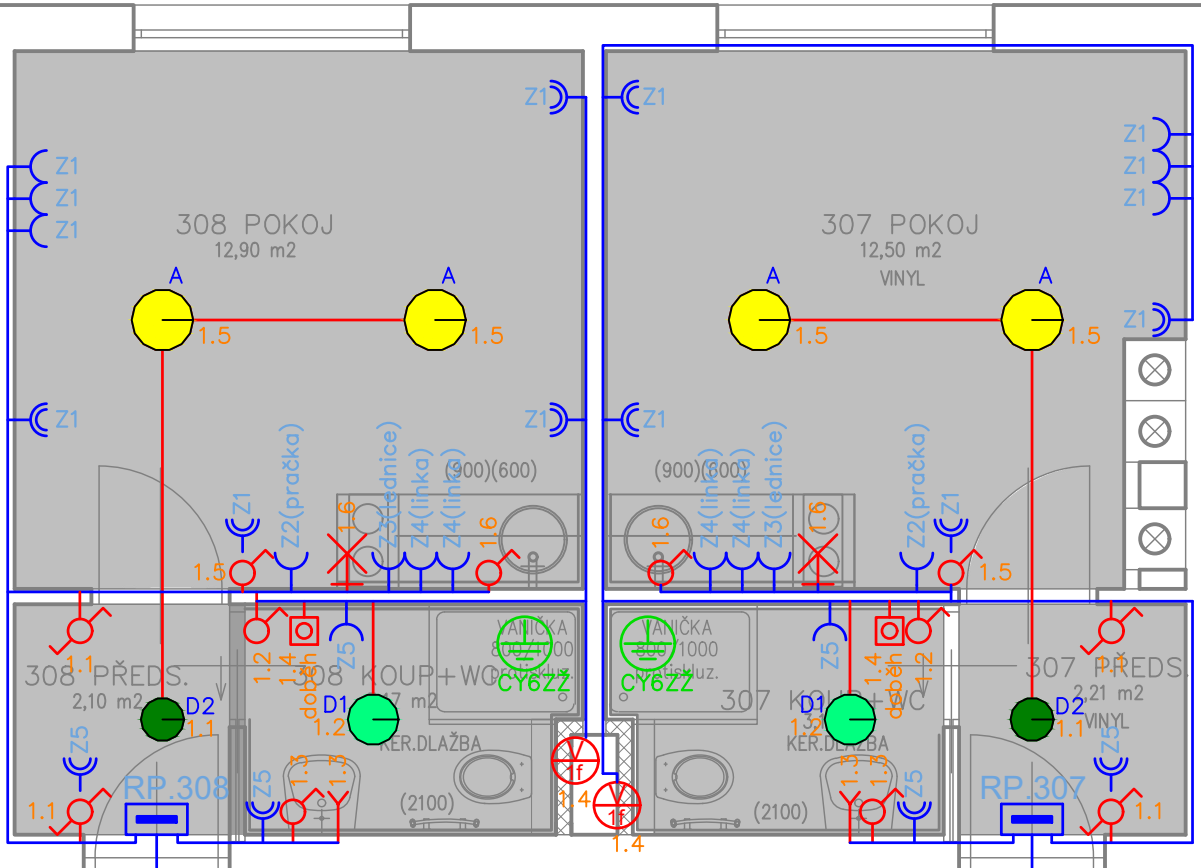 Z1
Z1
Z1
Z1
Z1
Z1
Z1
Z1
308 POKOJ
12,90 m2
307 POKOJ
12,50 m2
VINYL
A
A
A
A
Z1
1.5
1.5
1.5
1.5
Z1
Z1
Z1
(900)(600)
Z1
Z2(pračka)
1.6
Z3(lednice)
Z4(linka)
Z4(linka)
1.6
1.6
Z4(linka)
Z4(linka)
Z3(lednice)
1.6
Z2(pračka)
Z1
1.5
1.5
VANIČKA
800/1000
protiskluz.
CY6ZZ
VANIČKA
800/1000
protiskluz.
CY6ZZ
1.1
1.2
1.4
doběh
Z5
Z5
1.4
doběh
1.2
1.1
308 PŘEDS.
2,10 m2
308 KOUP+WC
307 KOUP+WC
307 PŘEDS.
2,21 m2
VINYL
D2
1.1
D1
1.2
D1
1.2
D2
1.1
KER.DLAŽBA
KER.DLAŽBA
Z5
V
1f
1.4
Z5
1.1
RP.308
Z5
1.3
1.3
(2100)
V
1f
1.4
(2100)
1.3
1.3
Z5
RP.307
1.1